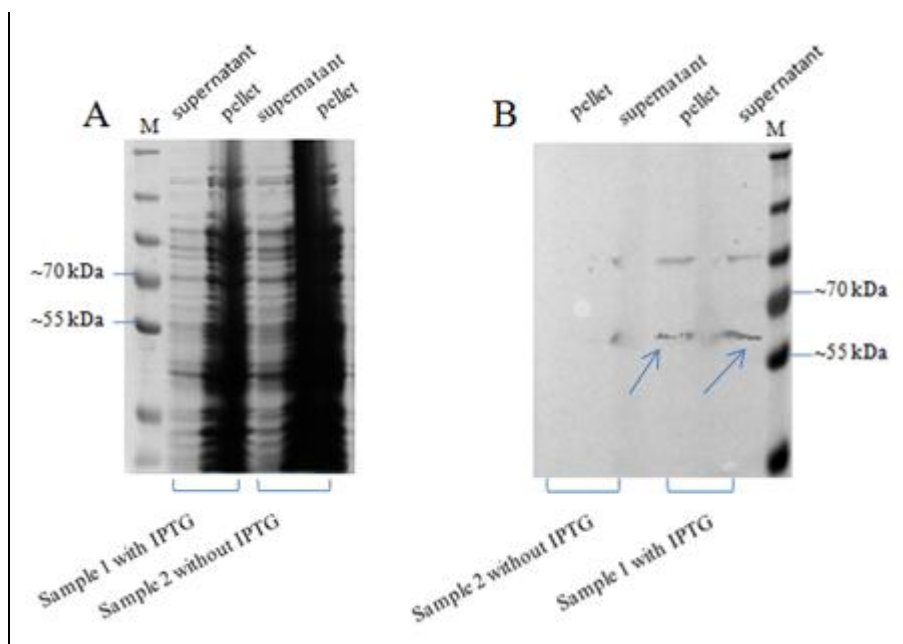 A
M
supernatant
pellet
supernatant
pellet
~70 kDa
~55 kDa
Sample 1 with IPTG
Sample 2 without IPTG
B
pellet
supernatant
pellet
supernatant
M
~70 kDa
~55 kDa
Sample 2 without IPTG
Sample 1 with IPTG